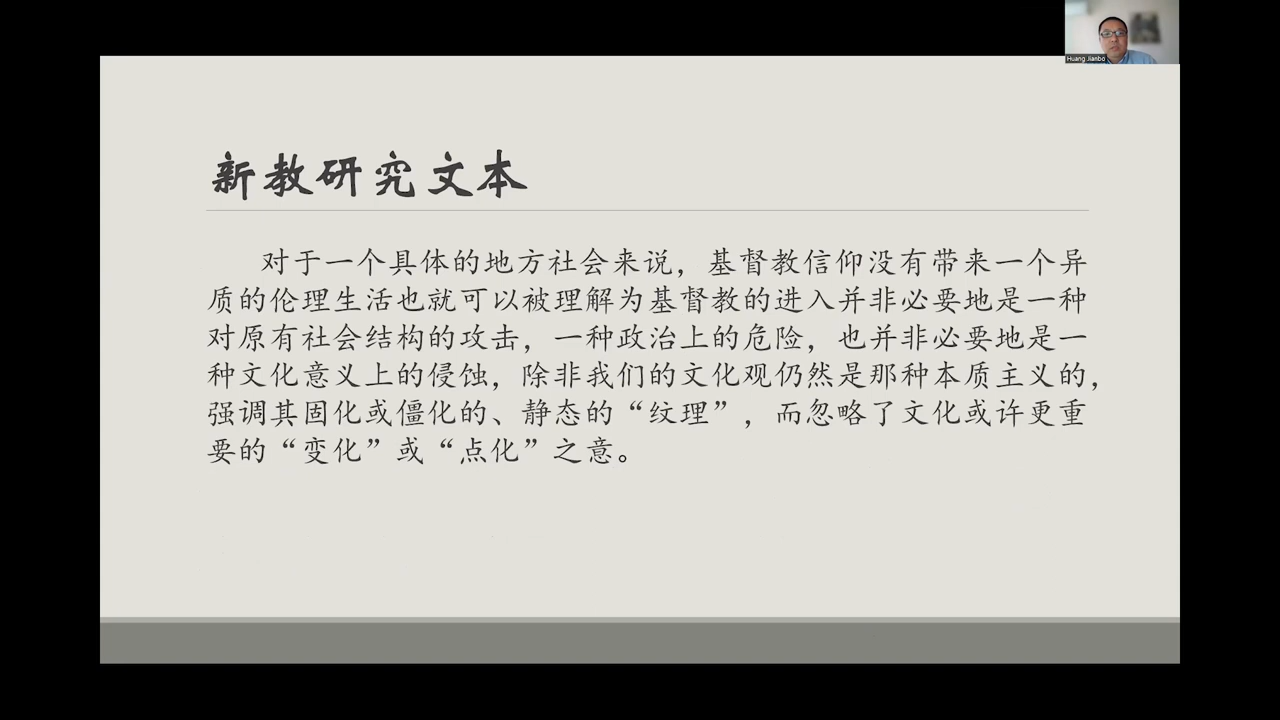 Huang Jianbo
新教研究文本
对于一个具体的地方社会来说，基督教信仰没有带来一个异
质的伦理生活也就可以被理解为基督教的进入并非必要地是一种
对原有社会结构的攻击，一种政治上的危险，也并非必要地是一
种文化意义上的侵蚀，除非我们的文化观仍然是那种本质主义的，
强调其固化或僵化的、静态的“纹理”，而忽略了文化或许更重
要的“变化”或“点化”之意。